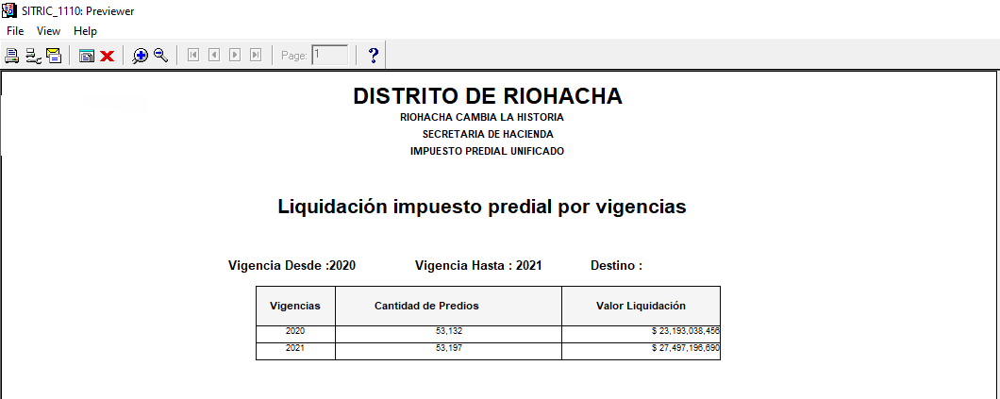 SITRIC_1110: Previewer
File View Help
Page: 1 ?
DISTRITO DE RIOHACHA
RIOHACHA CAMBIA LA HISTORIA
SECRETARIA DE HACIENDA
IMPUESTO PREDIAL UNIFICADO
Liquidación impuesto predial por vigencias
Vigencia Desde :2020 Vigencia Hasta : 2021 Destino :
Vigencias Cantidad de Predios Valor Liquidación
2020 53,132 $ 23,193,038,456
2021 53,197 $ 27,497,196,690